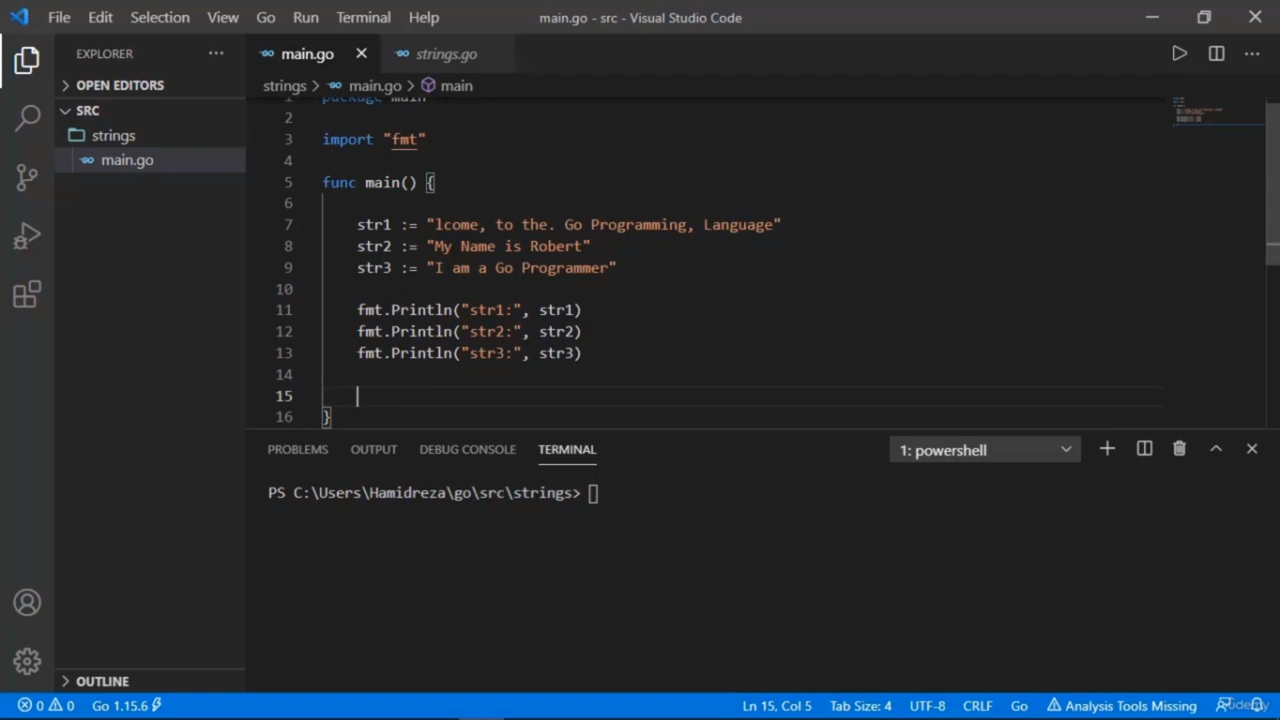 File Edit Selection View Go Run Terminal Help main.go - src - Visual Studio Code
EXPLORER
main.go strings.go
OPEN EDITORS
strings > main.go > main
SRC
strings
main.go
1 package main
2
3 import "fmt"
4
5 func main() {
6
7 str1 := "lcome, to the. Go Programming, Language"
8 str2 := "My Name is Robert"
9 str3 := "I am a Go Programmer"
10
11 fmt.Println("str1:", str1)
12 fmt.Println("str2:", str2)
13 fmt.Println("str3:", str3)
14
15
16 }
PROBLEMS OUTPUT DEBUG CONSOLE TERMINAL 1: powershell
PS C:\Users\Hamidreza\go\src\strings>
OUTLINE
0 0 Go 1.15.6 Ln 15, Col 5 Tab Size: 4 UTF-8 CRLF Go Analysis Tools Missing
Udemy